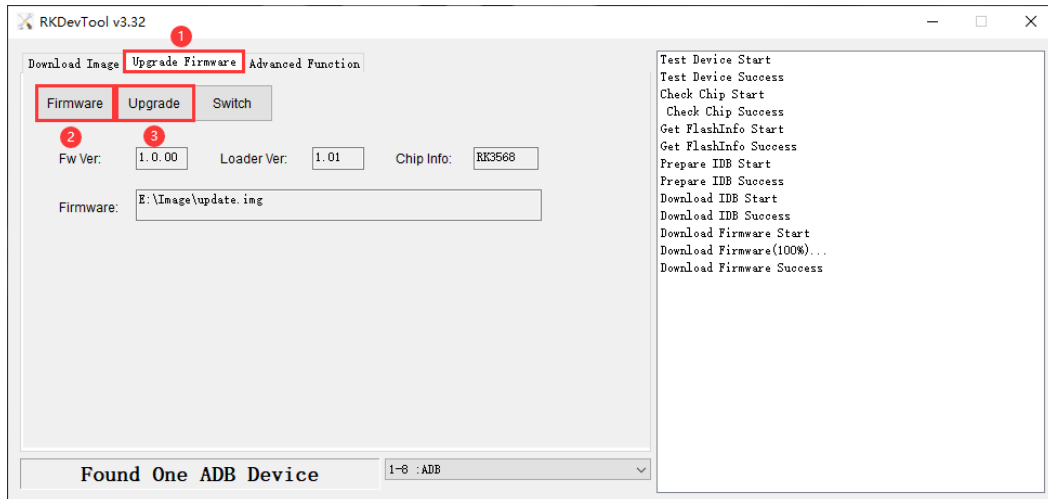 RKDevTool v3.32
1
Download Image Upgrade Firmware Advanced Function
Firmware Upgrade Switch
2 3
Fw Ver: 1.0.00 Loader Ver: 1.01 Chip Info: RK3568
Firmware: E:\Image\update.img
Found One ADB Device
1-8 :ADB
Test Device Start
Test Device Success
Check Chip Start
Check Chip Success
Get FlashInfo Start
Get FlashInfo Success
Prepare IDB Start
Prepare IDB Success
Download IDB Start
Download IDB Success
Download Firmware Start
Download Firmware(100%)...
Download Firmware Success